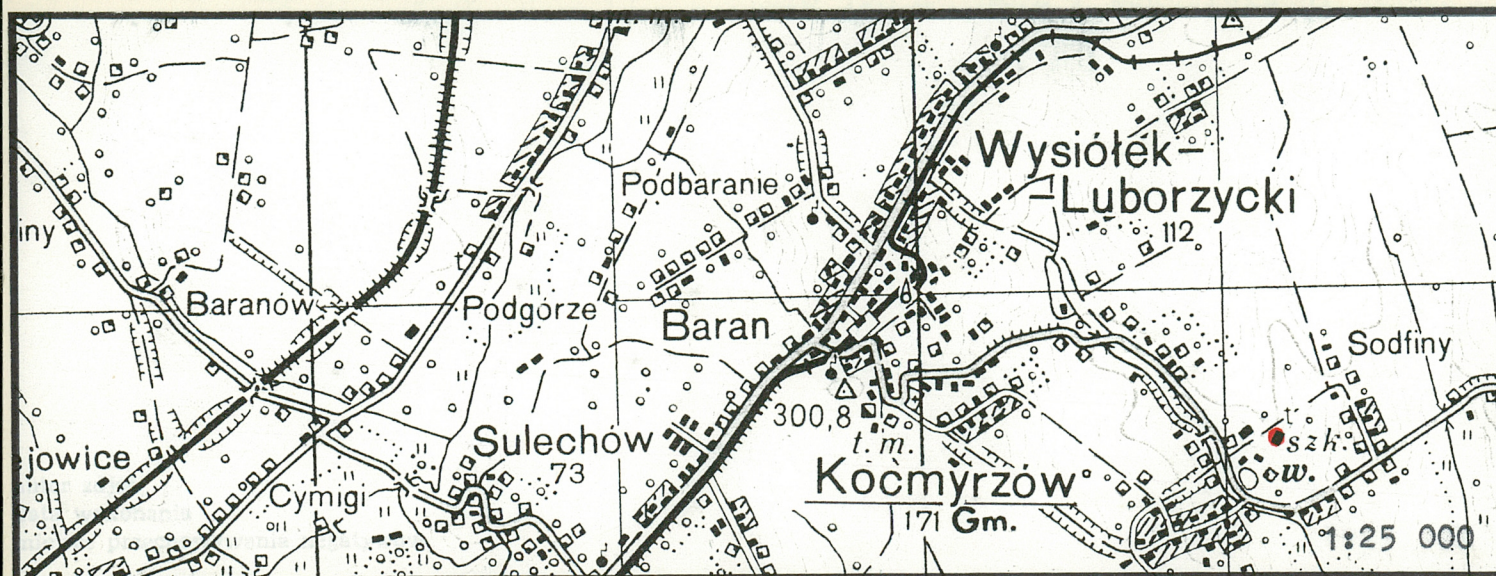 Wysiółek-
-Luborzycki
112
Podbaranie
iny
Baranów
Podgórze
Baran
Sodfiny
300,8
t. m.
szk.
ow.
Sulechów
73
ejowice
Cymigi
Kocmyrzów
171 Gm.
1:25 000